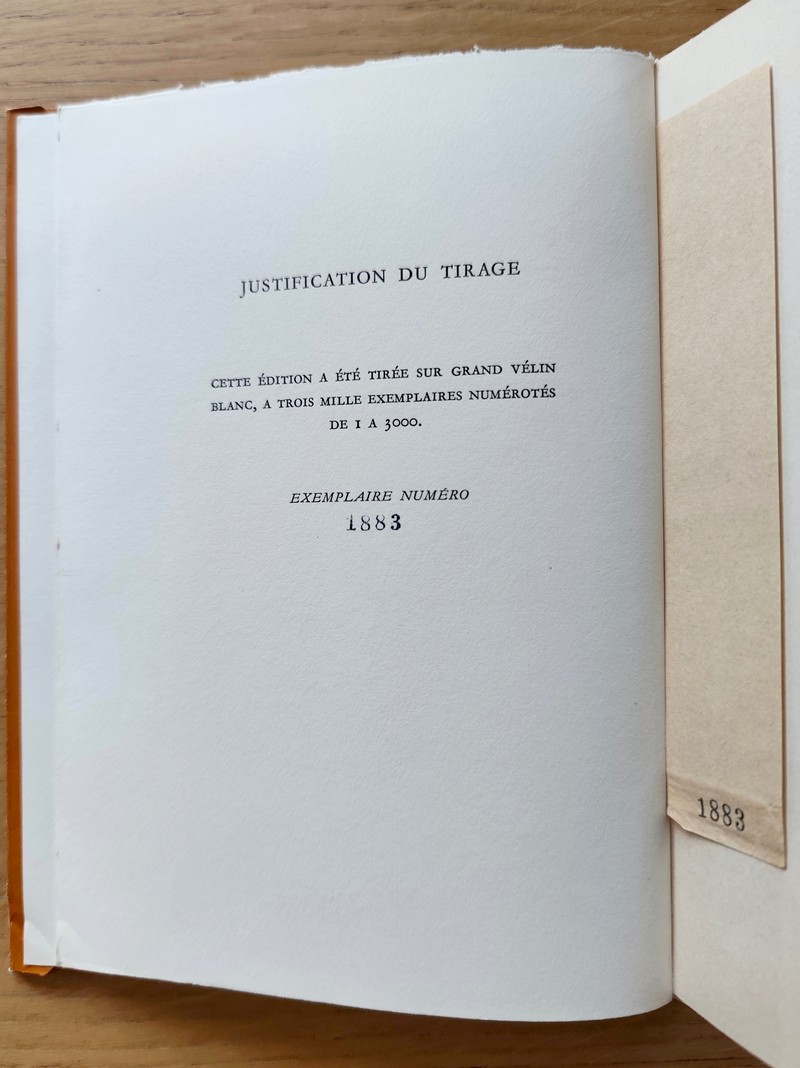 JUSTIFICATION DU TIRAGE
CETTE ÉDITION A ÉTÉ TIRÉE SUR GRAND VÉLIN
BLANC, A TROIS MILLE EXEMPLAIRES NUMÉROTÉS
DE 1 A 3000.
EXEMPLAIRE NUMÉRO
1883
1883